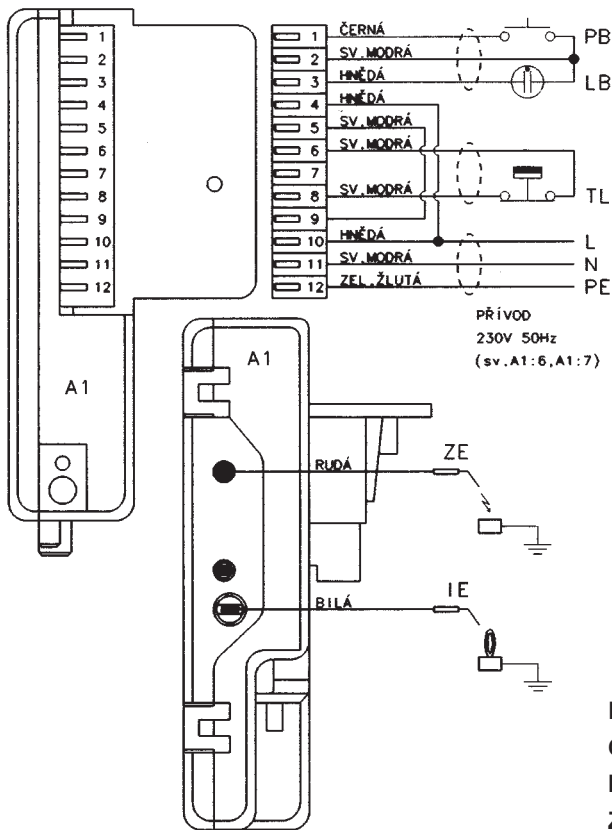 1 1 ČERNÁ PB
2 2 SV.MODRÁ
3 3 HNĚDÁ LB
4 4 HNĚDÁ
5 5 SV.MODRÁ
6 6 SV.MODRÁ
7 7
8 8 SV.MODRÁ TL
9 9
10 10 HNĚDÁ L
11 11 SV.MODRÁ N
12 12 ZEL.ŽLUTÁ PE
PŘÍVOD
230V 50Hz
(sv.A1:6,A1:7)
A1
A1
RUDÁ ZE
BILÁ IE